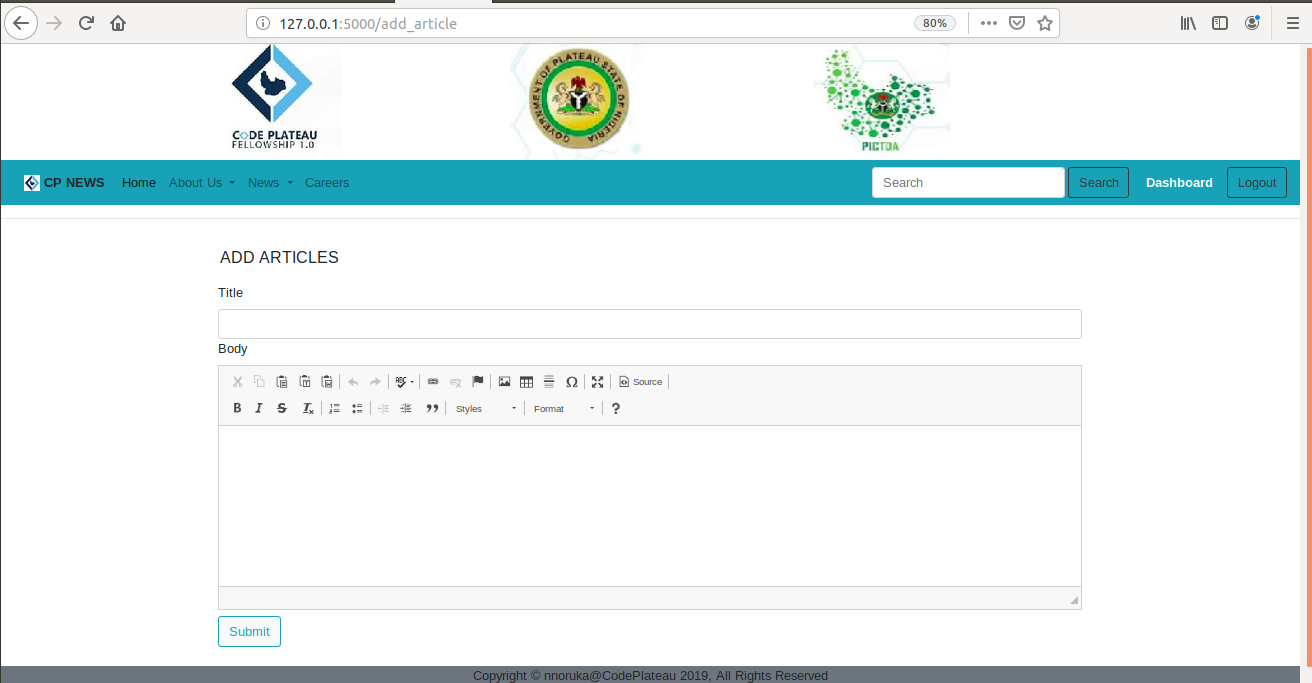 127.0.0.1:5000/add_article
80%
CODE PLATEAU
FELLOWSHIP 1.0
GOVERNMENT OF PLATEAU STATE OF NIGERIA
PICTDA
CP NEWS Home About Us News Careers Search Search Dashboard Logout
ADD ARTICLES
Title
Body
ABC Ω Source
B I S Tx Styles Format ?
Submit
Copyright © nnoruka@CodePlateau 2019, All Rights Reserved